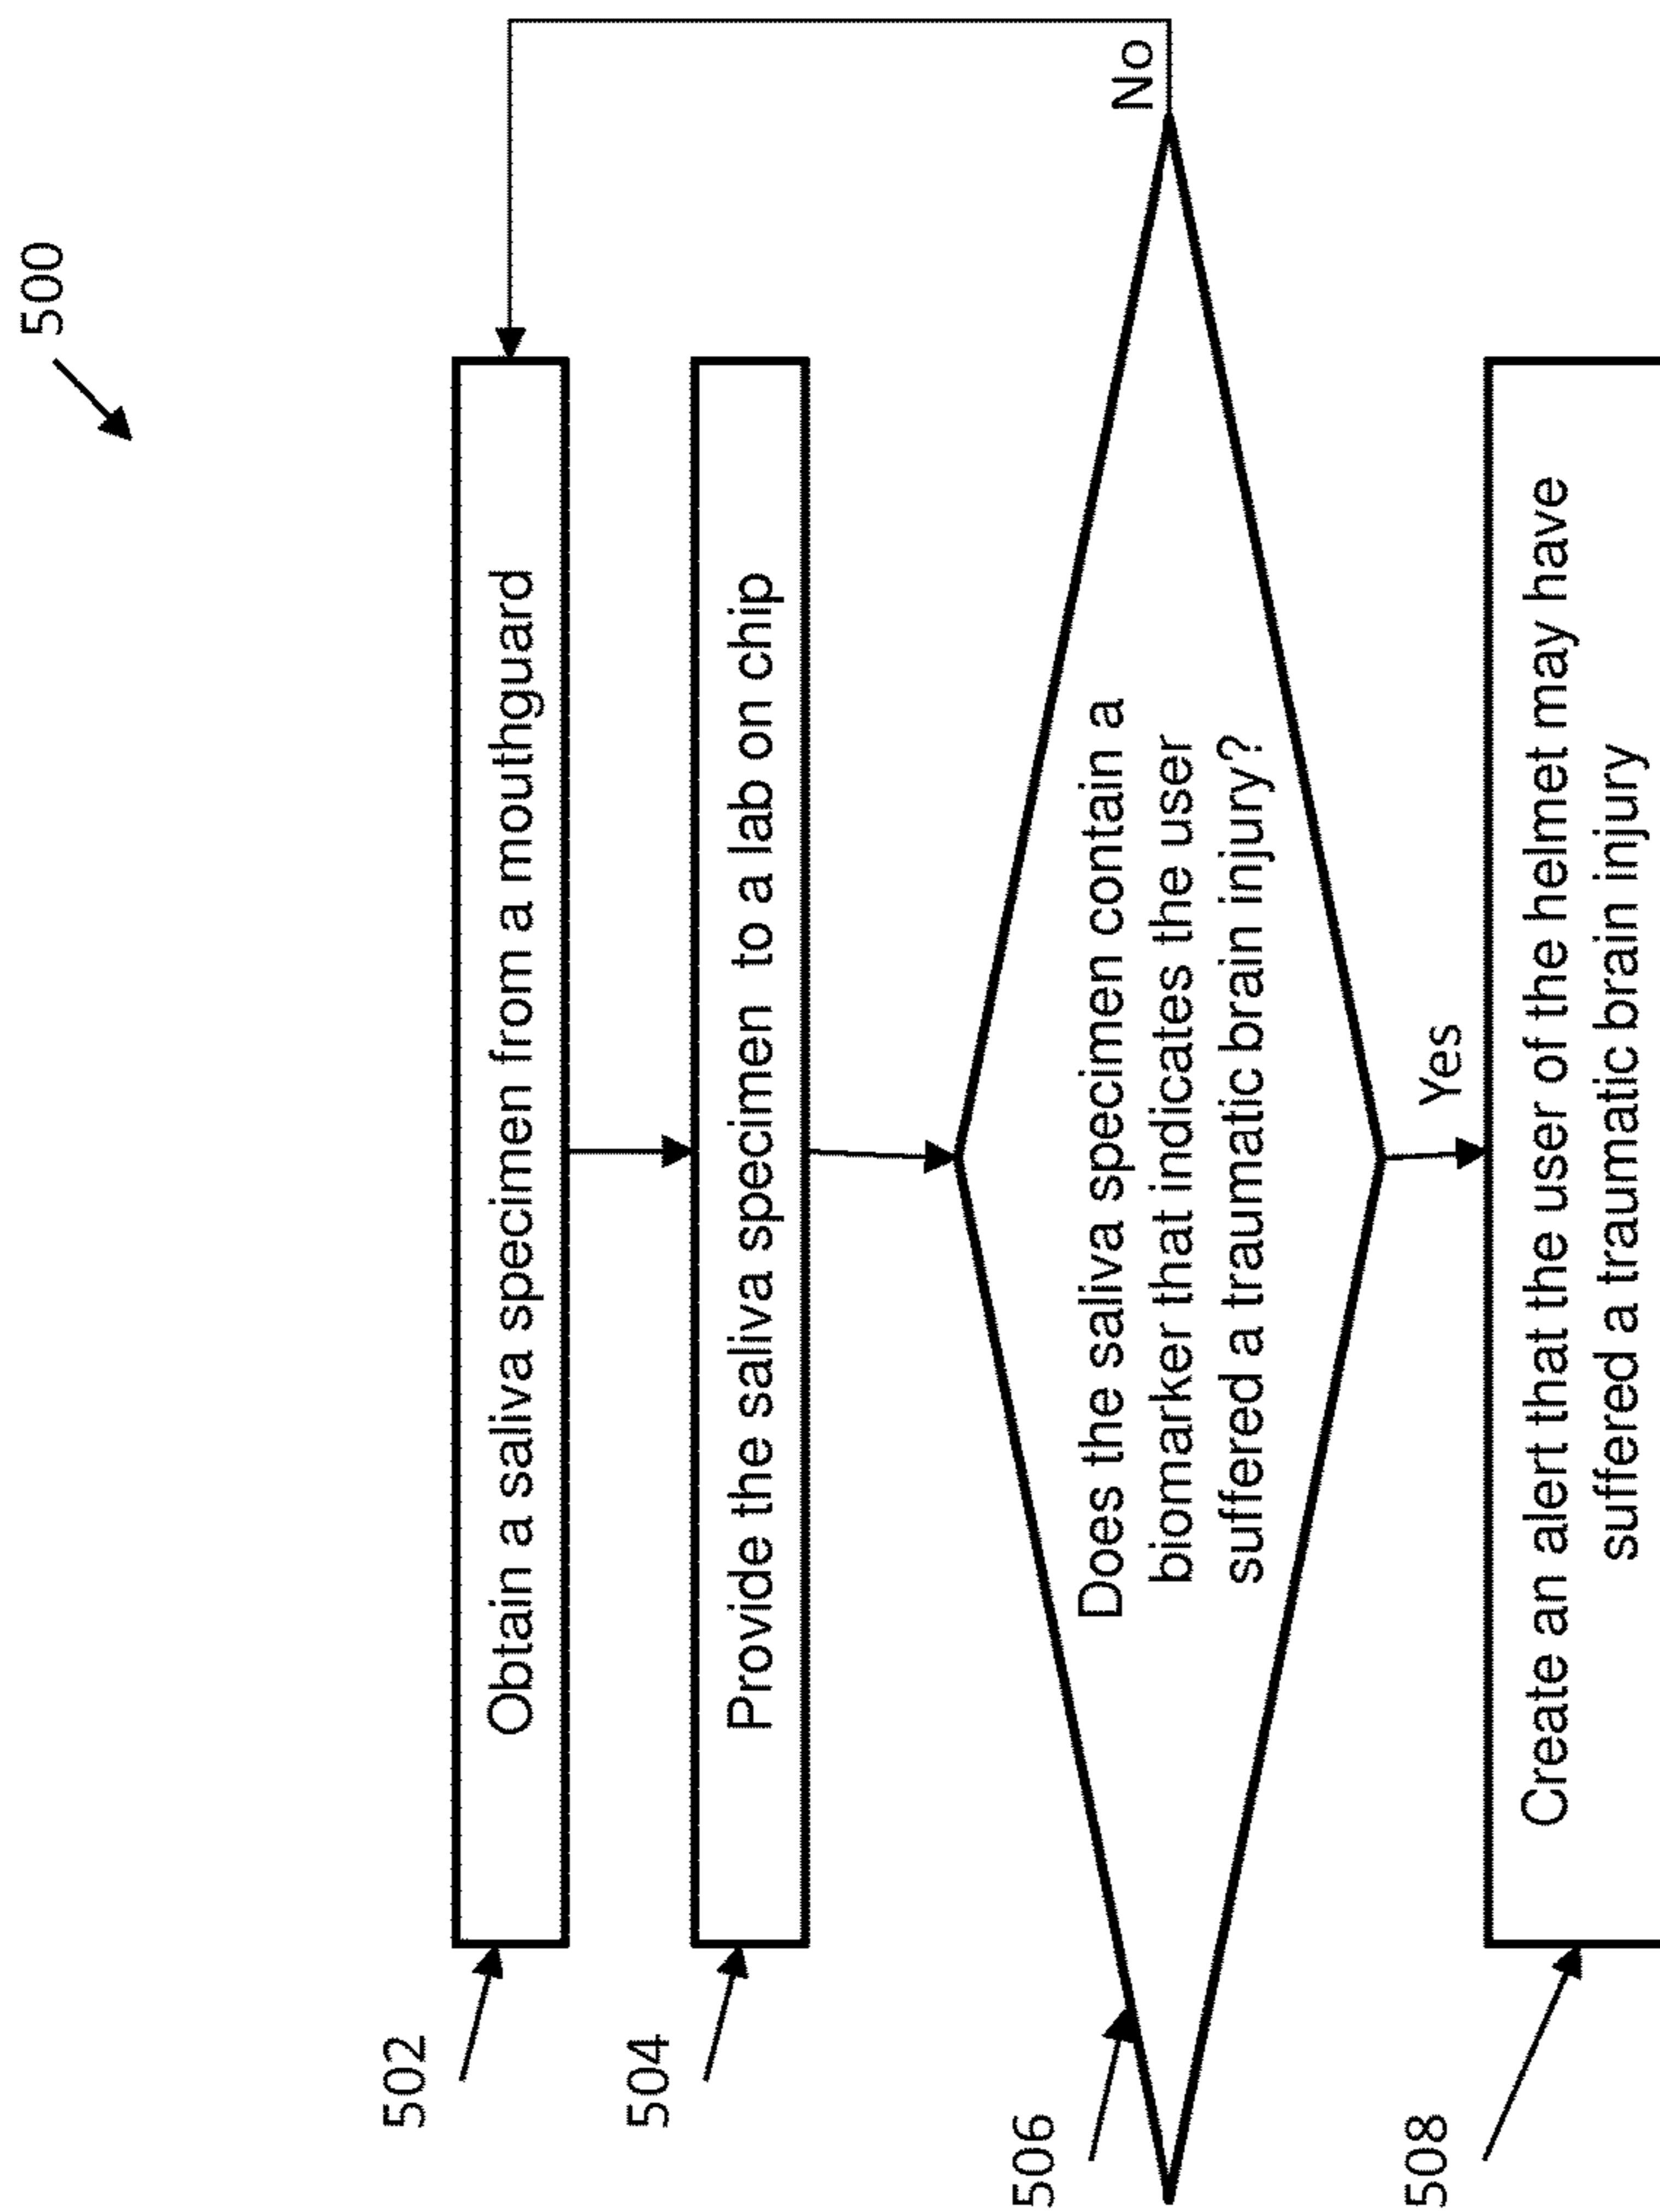 500
502
Obtain a saliva specimen from a mouthguard
504
Provide the saliva specimen to a lab on chip
506
Does the saliva specimen contain a
biomarker that indicates the user
suffered a traumatic brain injury?
No
Yes
508
Create an alert that the user of the helmet may have
suffered a traumatic brain injury